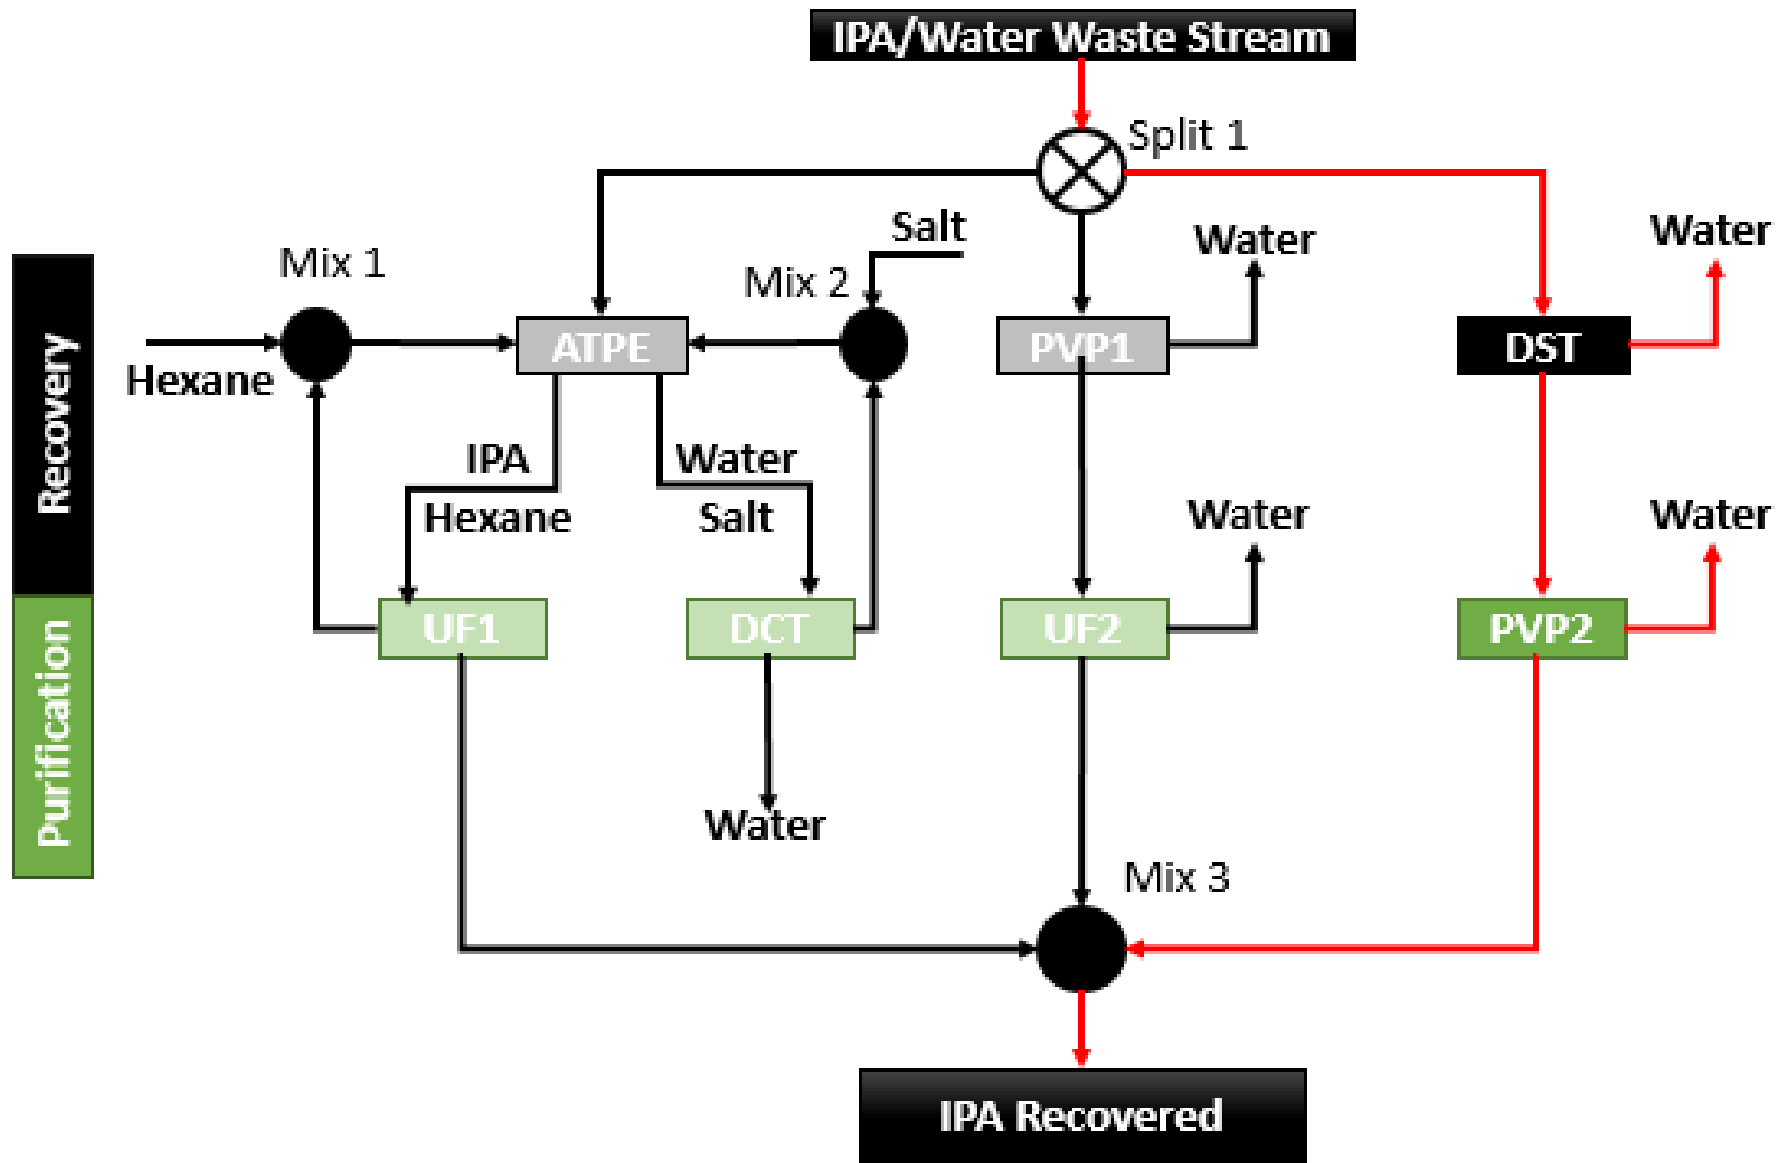 IPA/Water Waste Stream
Split 1
Salt
Water
Water
Mix 1
Mix 2
Hexane
ATPE
PVP1
DST
Recovery
IPA
Hexane
Water
Salt
Water
Water
UF1
DCT
UF2
PVP2
Purification
Water
Mix 3
IPA Recovered